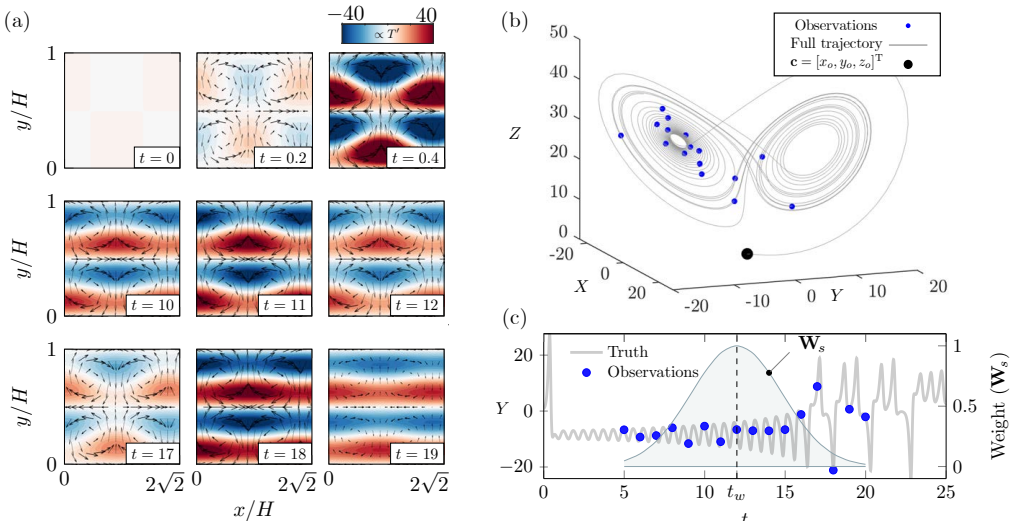 (a)
−40
40
∝ T′
y/H
1
0
t = 0
t = 0.2
t = 0.4
y/H
1
0
t = 10
t = 11
t = 12
y/H
1
0
t = 17
t = 18
t = 19
0
2√2
0
2√2
0
2√2
x/H
(b)
Observations
Full trajectory
c = [x_o, y_o, z_o]^T
Z
50
40
30
20
10
0
-20
0
20
X
-20
-10
0
10
20
Y
(c)
W_s
Truth
Observations
Y
20
0
−20
0
5
10
t_w
15
20
25
t
1
0.5
0
Weight (W_s)